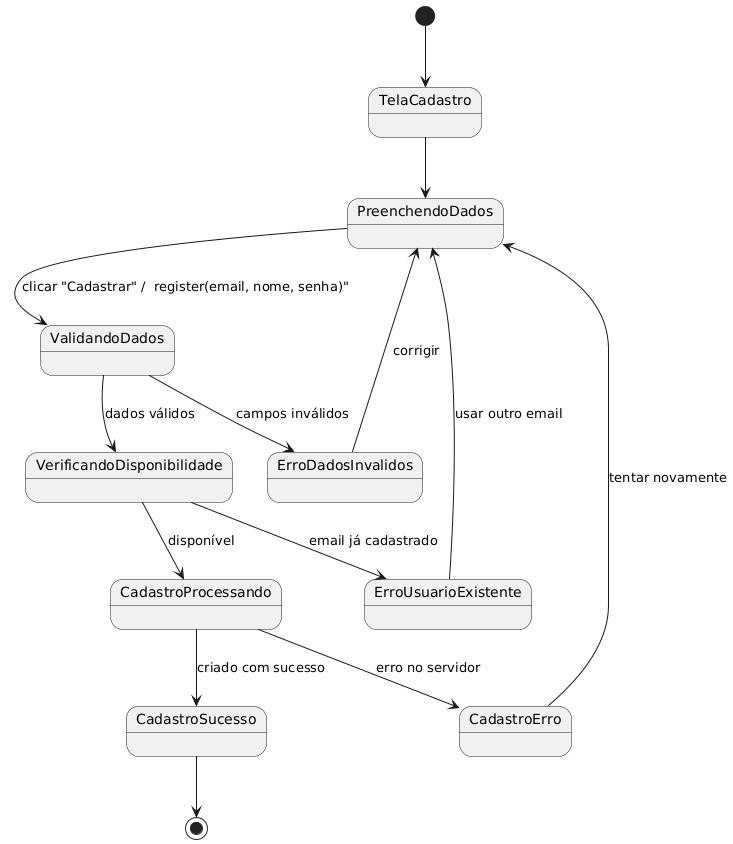 TelaCadastro
PreenchendoDados
clicar "Cadastrar" /  register(email, nome, senha)"
ValidandoDados
corrigir
dados válidos
campos inválidos
usar outro email
VerificandoDisponibilidade
ErroDadosInvalidos
tentar novamente
disponível
email já cadastrado
CadastroProcessando
ErroUsuarioExistente
criado com sucesso
erro no servidor
CadastroSucesso
CadastroErro